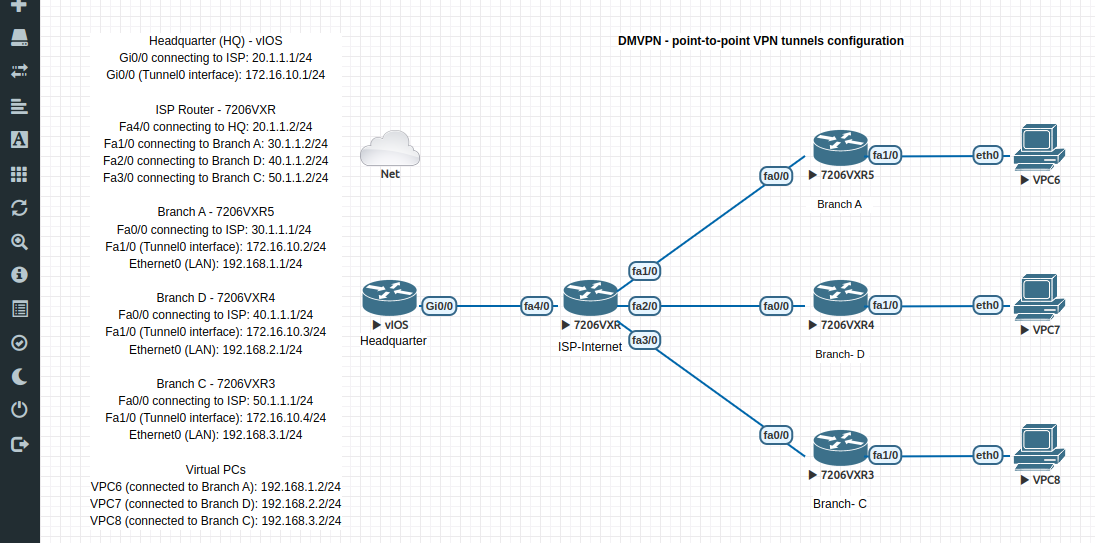 Headquarter (HQ) - vIOS
Gi0/0 connecting to ISP: 20.1.1.1/24
Gi0/0 (Tunnel0 interface): 172.16.10.1/24
ISP Router - 7206VXR
Fa4/0 connecting to HQ: 20.1.1.2/24
Fa1/0 connecting to Branch A: 30.1.1.2/24
Fa2/0 connecting to Branch D: 40.1.1.2/24
Fa3/0 connecting to Branch C: 50.1.1.2/24
Branch A - 7206VXR5
Fa0/0 connecting to ISP: 30.1.1.1/24
Fa1/0 (Tunnel0 interface): 172.16.10.2/24
Ethernet0 (LAN): 192.168.1.1/24
Branch D - 7206VXR4
Fa0/0 connecting to ISP: 40.1.1.1/24
Fa1/0 (Tunnel0 interface): 172.16.10.3/24
Ethernet0 (LAN): 192.168.2.1/24
Branch C - 7206VXR3
Fa0/0 connecting to ISP: 50.1.1.1/24
Fa1/0 (Tunnel0 interface): 172.16.10.4/24
Ethernet0 (LAN): 192.168.3.1/24
Virtual PCs
VPC6 (connected to Branch A): 192.168.1.2/24
VPC7 (connected to Branch D): 192.168.2.2/24
VPC8 (connected to Branch C): 192.168.3.2/24
DMVPN - point-to-point VPN tunnels configuration
Net
fa0/0
7206VXR5
fa1/0
eth0
VPC6
Branch A
vIOS
Headquarter
Gi0/0
fa4/0
7206VXR
ISP-Internet
fa1/0
fa2/0
fa3/0
fa0/0
7206VXR4
fa1/0
eth0
VPC7
Branch- D
fa0/0
7206VXR3
fa1/0
eth0
VPC8
Branch- C